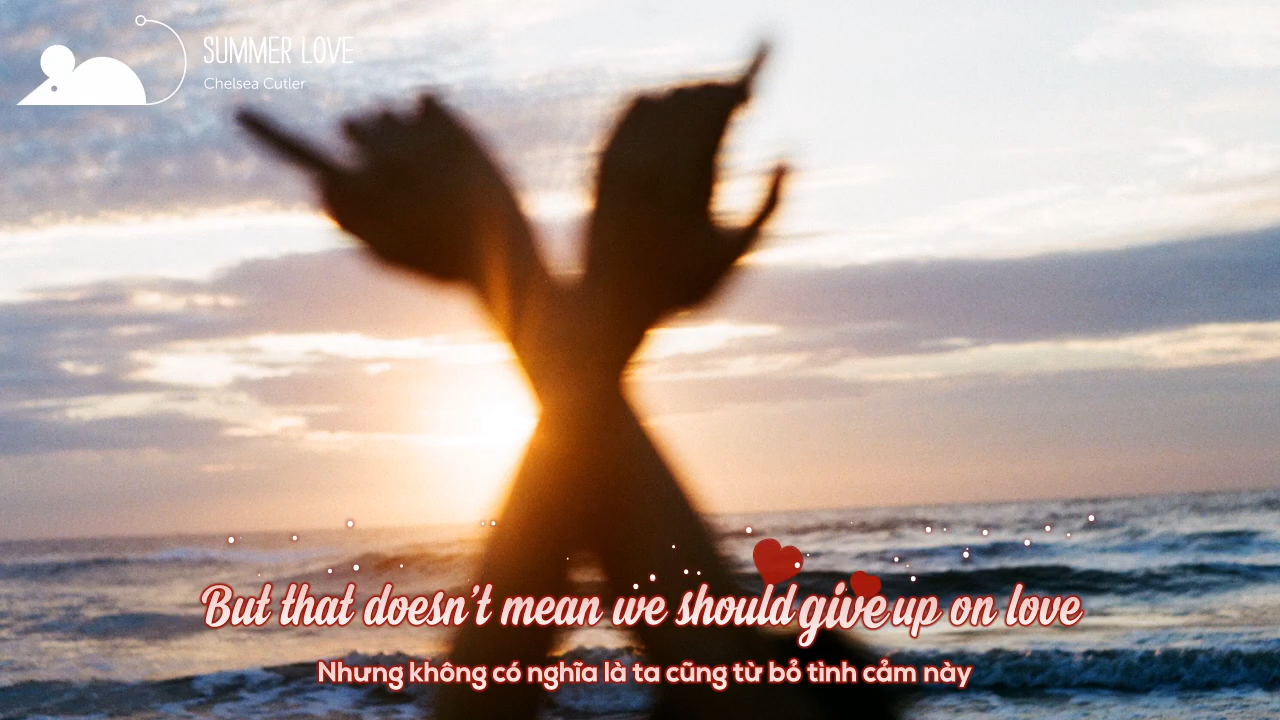 SUMMER LOVE
Chelsea Cutler
But that doesn't mean we should give up on love
Nhưng không có nghĩa là ta cũng từ bỏ tình cảm này